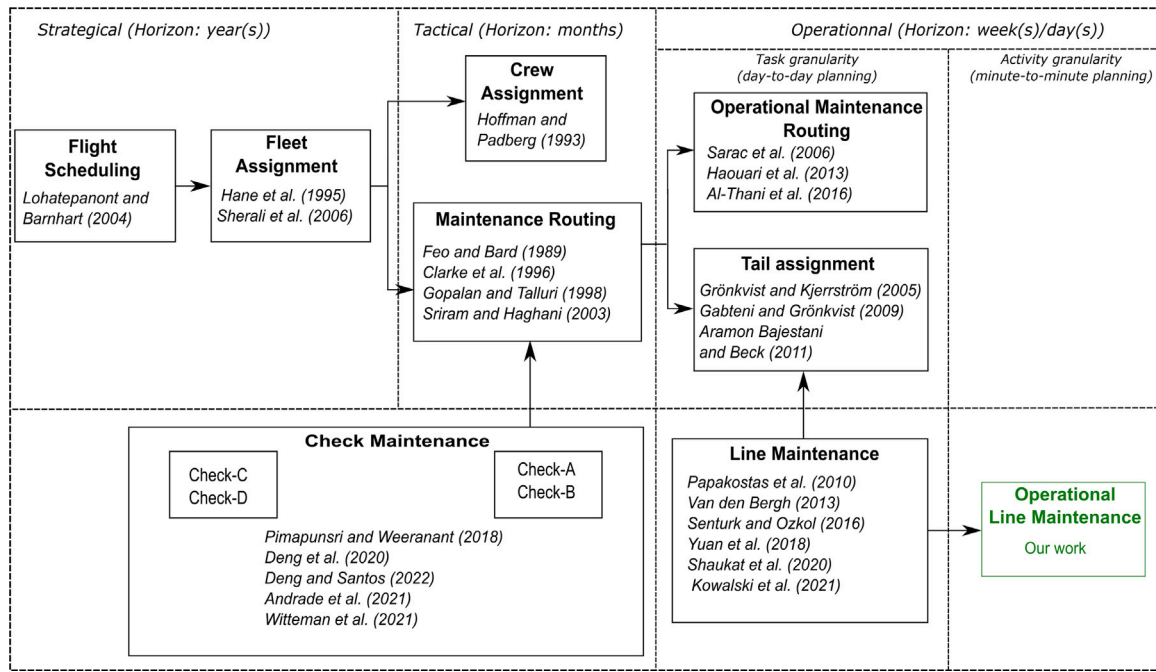 Strategical (Horizon: year(s))
Tactical (Horizon: months)
Operationnal (Horizon: week(s)/day(s))
Task granularity
(day-to-day planning)
Activity granularity
(minute-to-minute planning)
Flight
Scheduling
Lohatepanont and
Barnhart (2004)
Fleet
Assignment
Hane et al. (1995)
Sherali et al. (2006)
Crew
Assignment
Hoffman and
Padberg (1993)
Maintenance Routing
Feo and Bard (1989)
Clarke et al. (1996)
Gopalan and Talluri (1998)
Sriram and Haghani (2003)
Operational Maintenance
Routing
Sarac et al. (2006)
Haouari et al. (2013)
Al-Thani et al. (2016)
Tail assignment
Grönkvist and Kjerrström (2005)
Gabteni and Grönkvist (2009)
Aramon Bajestani
and Beck (2011)
Check Maintenance
Check-C
Check-D
Check-A
Check-B
Pimapunsri and Weeranant (2018)
Deng et al. (2020)
Deng and Santos (2022)
Andrade et al. (2021)
Witteman et al. (2021)
Line Maintenance
Papakostas et al. (2010)
Van den Bergh (2013)
Senturk and Ozkol (2016)
Yuan et al. (2018)
Shaukat et al. (2020)
Kowalski et al. (2021)
Operational
Line Maintenance
Our work